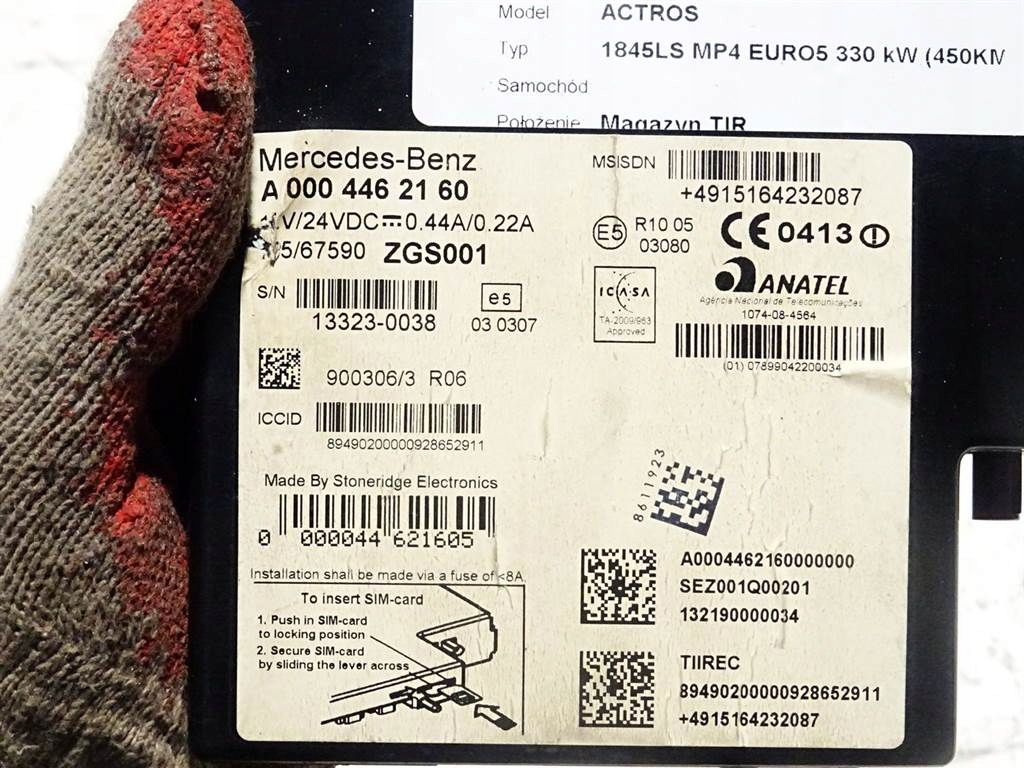 Model ACTROS
Typ 1845LS MP4 EURO5 330 kW (450KM
Samochód
Położenie Magazyn TIR
Mercedes-Benz
A 000 446 21 60
V/24VDC 0.44A/0.22A
5/67590 ZGS001
S/N
13323-0038
e5
03 0307
900306/3 R06
ICCID
89490200000928652911
Made By Stoneridge Electronics
0 000044 621605
Installation shall be made via a fuse of <8A.
To insert SIM-card
1. Push in SIM-card
to locking position
2. Secure SIM-card
by sliding the lever across
MSISDN
+4915164232087
E5 R10 05
03080
CE 0413
ICASA
TA-2009/963
Approved
ANATEL
Agência Nacional de Telecomunicações
1074-08-4564
(01) 07899042200034
8611923
A0004462160000000
SEZ001Q00201
132190000034
TIIREC
89490200000928652911
+4915164232087